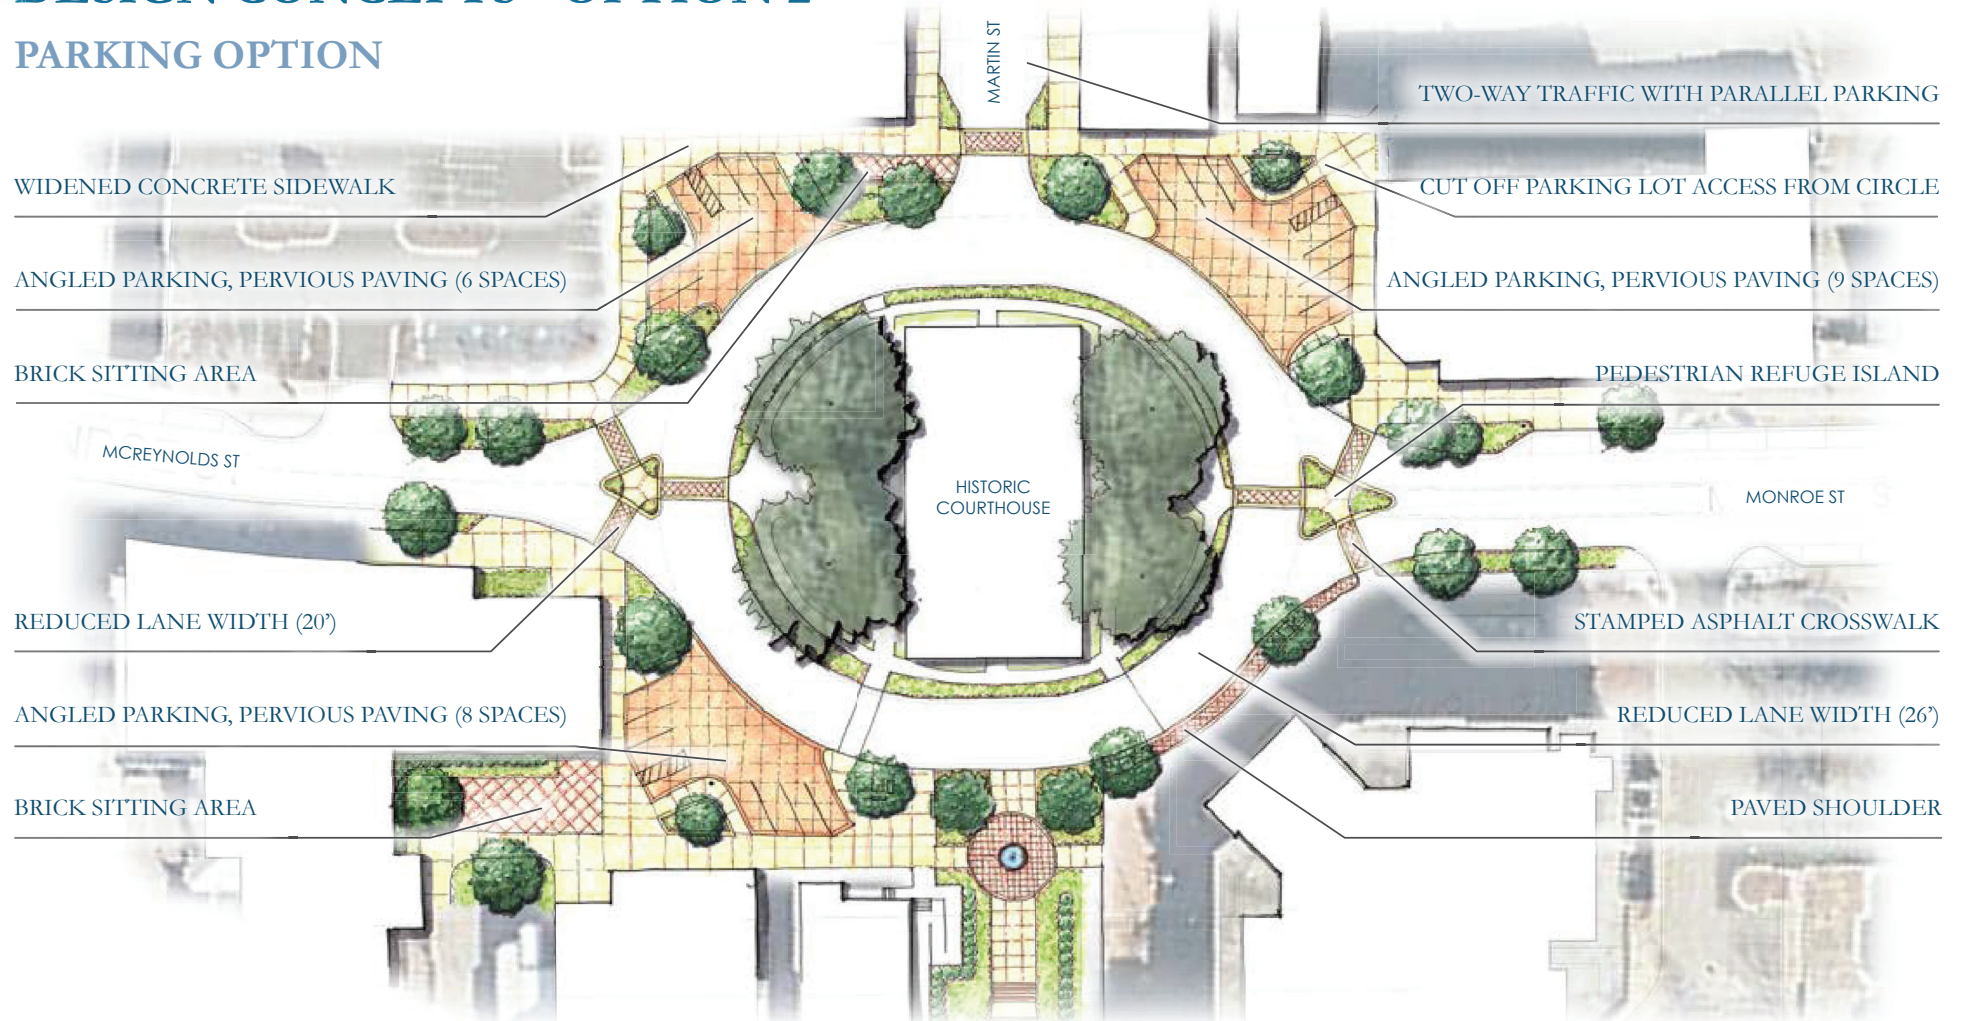 PARKING OPTION
MARTIN ST
TWO-WAY TRAFFIC WITH PARALLEL PARKING
WIDENED CONCRETE SIDEWALK
CUT OFF PARKING LOT ACCESS FROM CIRCLE
ANGLED PARKING, PERVIOUS PAVING (6 SPACES)
ANGLED PARKING, PERVIOUS PAVING (9 SPACES)
BRICK SITTING AREA
PEDESTRIAN REFUGE ISLAND
MCREYNOLDS ST
HISTORIC
COURTHOUSE
MONROE ST
REDUCED LANE WIDTH (20’)
STAMPED ASPHALT CROSSWALK
ANGLED PARKING, PERVIOUS PAVING (8 SPACES)
REDUCED LANE WIDTH (26’)
BRICK SITTING AREA
PAVED SHOULDER